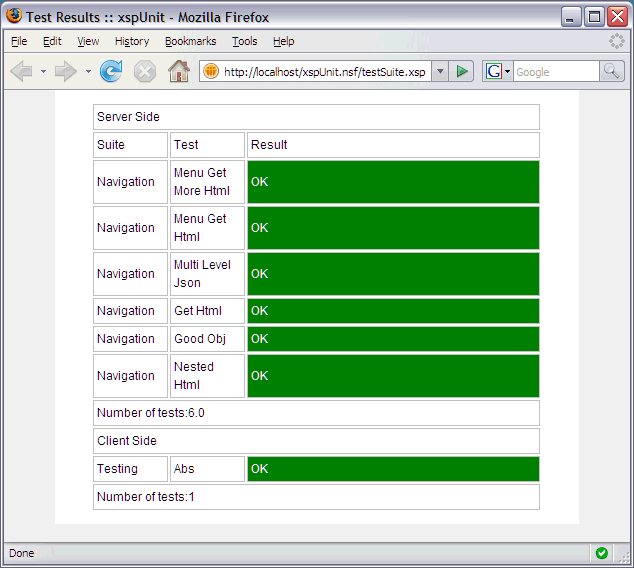 Test Results :: xspUnit - Mozilla Firefox
File Edit View History Bookmarks Tools Help
http://localhost/xspUnit.nsf/testSuite.xsp
G Google
Server Side
Suite Test Result
Navigation Menu Get More Html OK
Navigation Menu Get Html OK
Navigation Multi Level Json OK
Navigation Get Html OK
Navigation Good Obj OK
Navigation Nested Html OK
Number of tests:6.0
Client Side
Testing Abs OK
Number of tests:1
Done